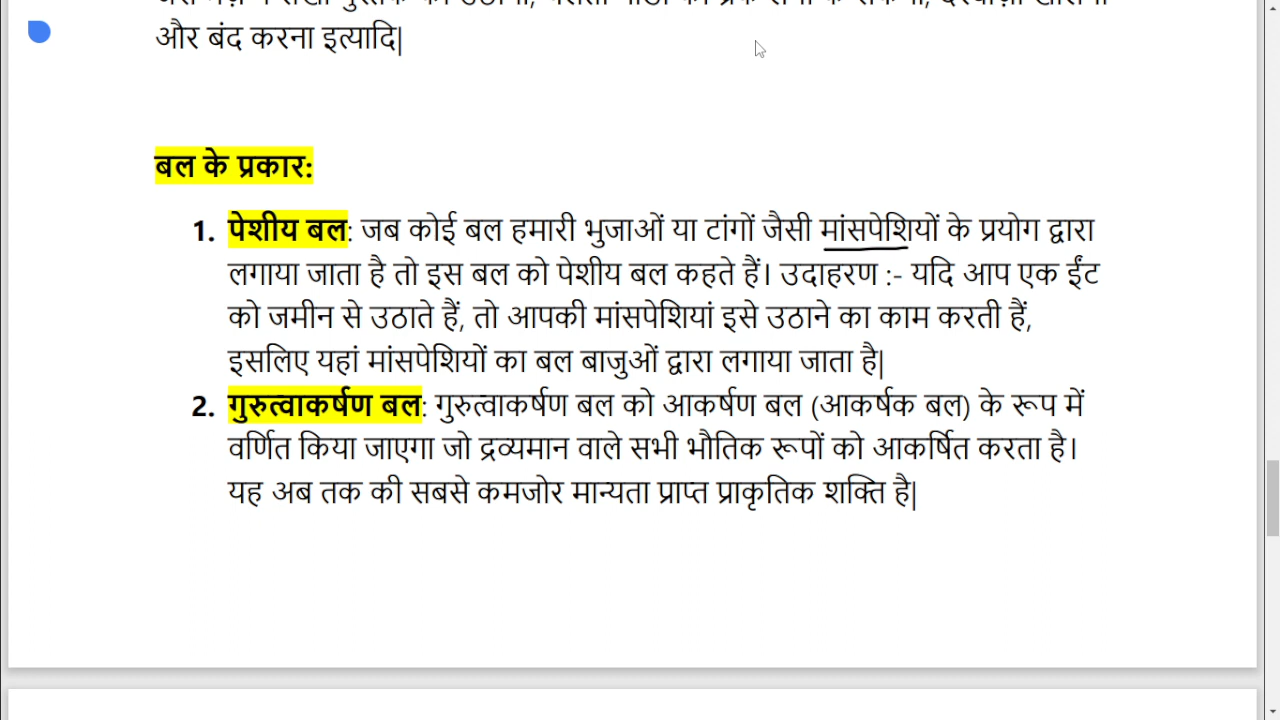 और बंद करना इत्यादि|
बल के प्रकार:
1. पेशीय बल: जब कोई बल हमारी भुजाओं या टांगों जैसी मांसपेशियों के प्रयोग द्वारा
लगाया जाता है तो इस बल को पेशीय बल कहते हैं। उदाहरण :- यदि आप एक ईंट
को जमीन से उठाते हैं, तो आपकी मांसपेशियां इसे उठाने का काम करती हैं,
इसलिए यहां मांसपेशियों का बल बाजुओं द्वारा लगाया जाता है|
2. गुरुत्वाकर्षण बल: गुरुत्वाकर्षण बल को आकर्षण बल (आकर्षक बल) के रूप में
वर्णित किया जाएगा जो द्रव्यमान वाले सभी भौतिक रूपों को आकर्षित करता है।
यह अब तक की सबसे कमजोर मान्यता प्राप्त प्राकृतिक शक्ति है|